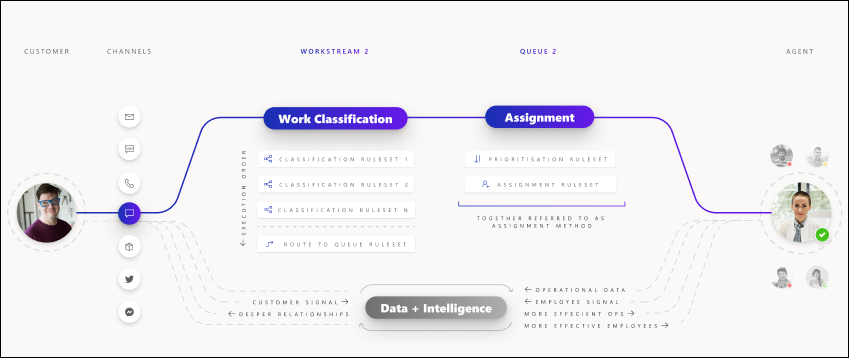 CUSTOMER
CHANNELS
WORKSTREAM 2
QUEUE 2
AGENT
Work Classification
Assignment
EXECUTION ORDER
CLASSIFICATION RULESET 1
CLASSIFICATION RULESET 2
CLASSIFICATION RULESET N
ROUTE TO QUEUE RULESET
PRIORITISATION RULESET
ASSIGNMENT RULESET
TOGETHER REFERRED TO AS
ASSIGNMENT METHOD
CUSTOMER SIGNAL
DEEPER RELATIONSHIPS
Data + Intelligence
OPERATIONAL DATA
EMPLOYEE SIGNAL
MORE EFFECIENT OPS
MORE EFFECTIVE EMPLOYEES